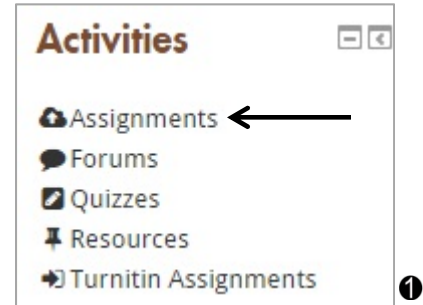 Activities
Assignments
Forums
Quizzes
Resources
Turnitin Assignments
❶